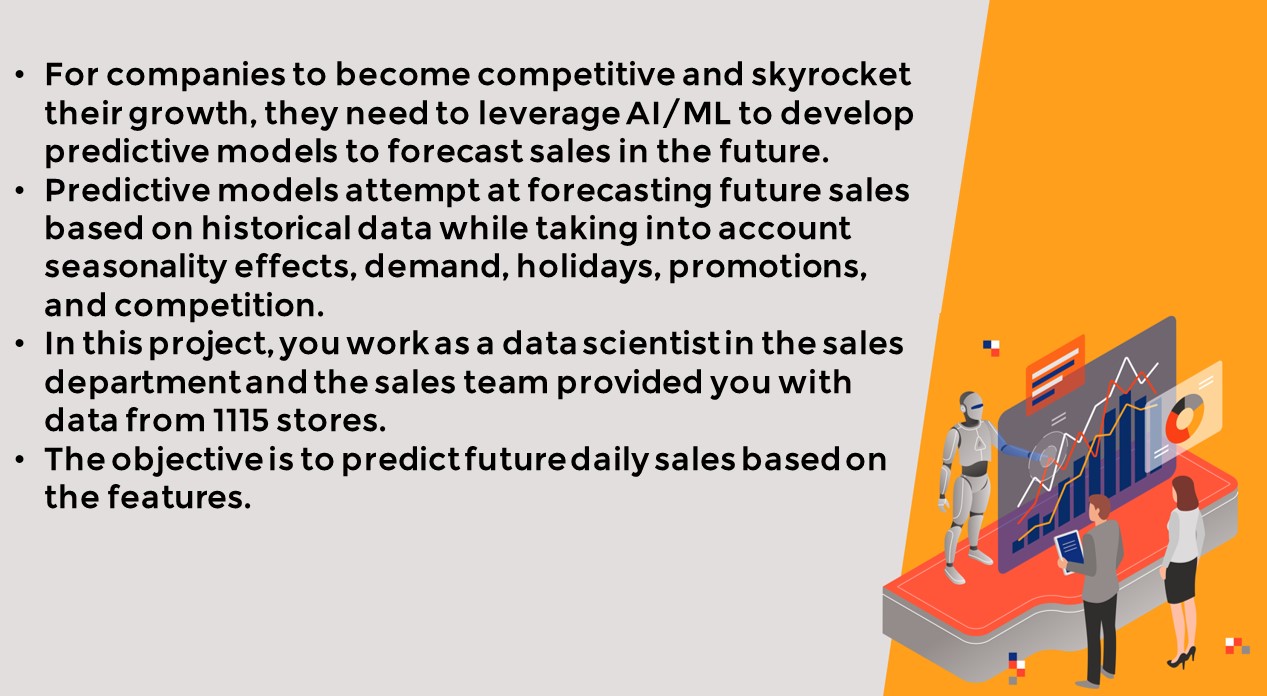 • For companies to become competitive and skyrocket
their growth, they need to leverage AI/ML to develop
predictive models to forecast sales in the future.
• Predictive models attempt at forecasting future sales
based on historical data while taking into account
seasonality effects, demand, holidays, promotions,
and competition.
• In this project, you work as a data scientist in the sales
department and the sales team provided you with
data from 1115 stores.
• The objective is to predict future daily sales based on
the features.